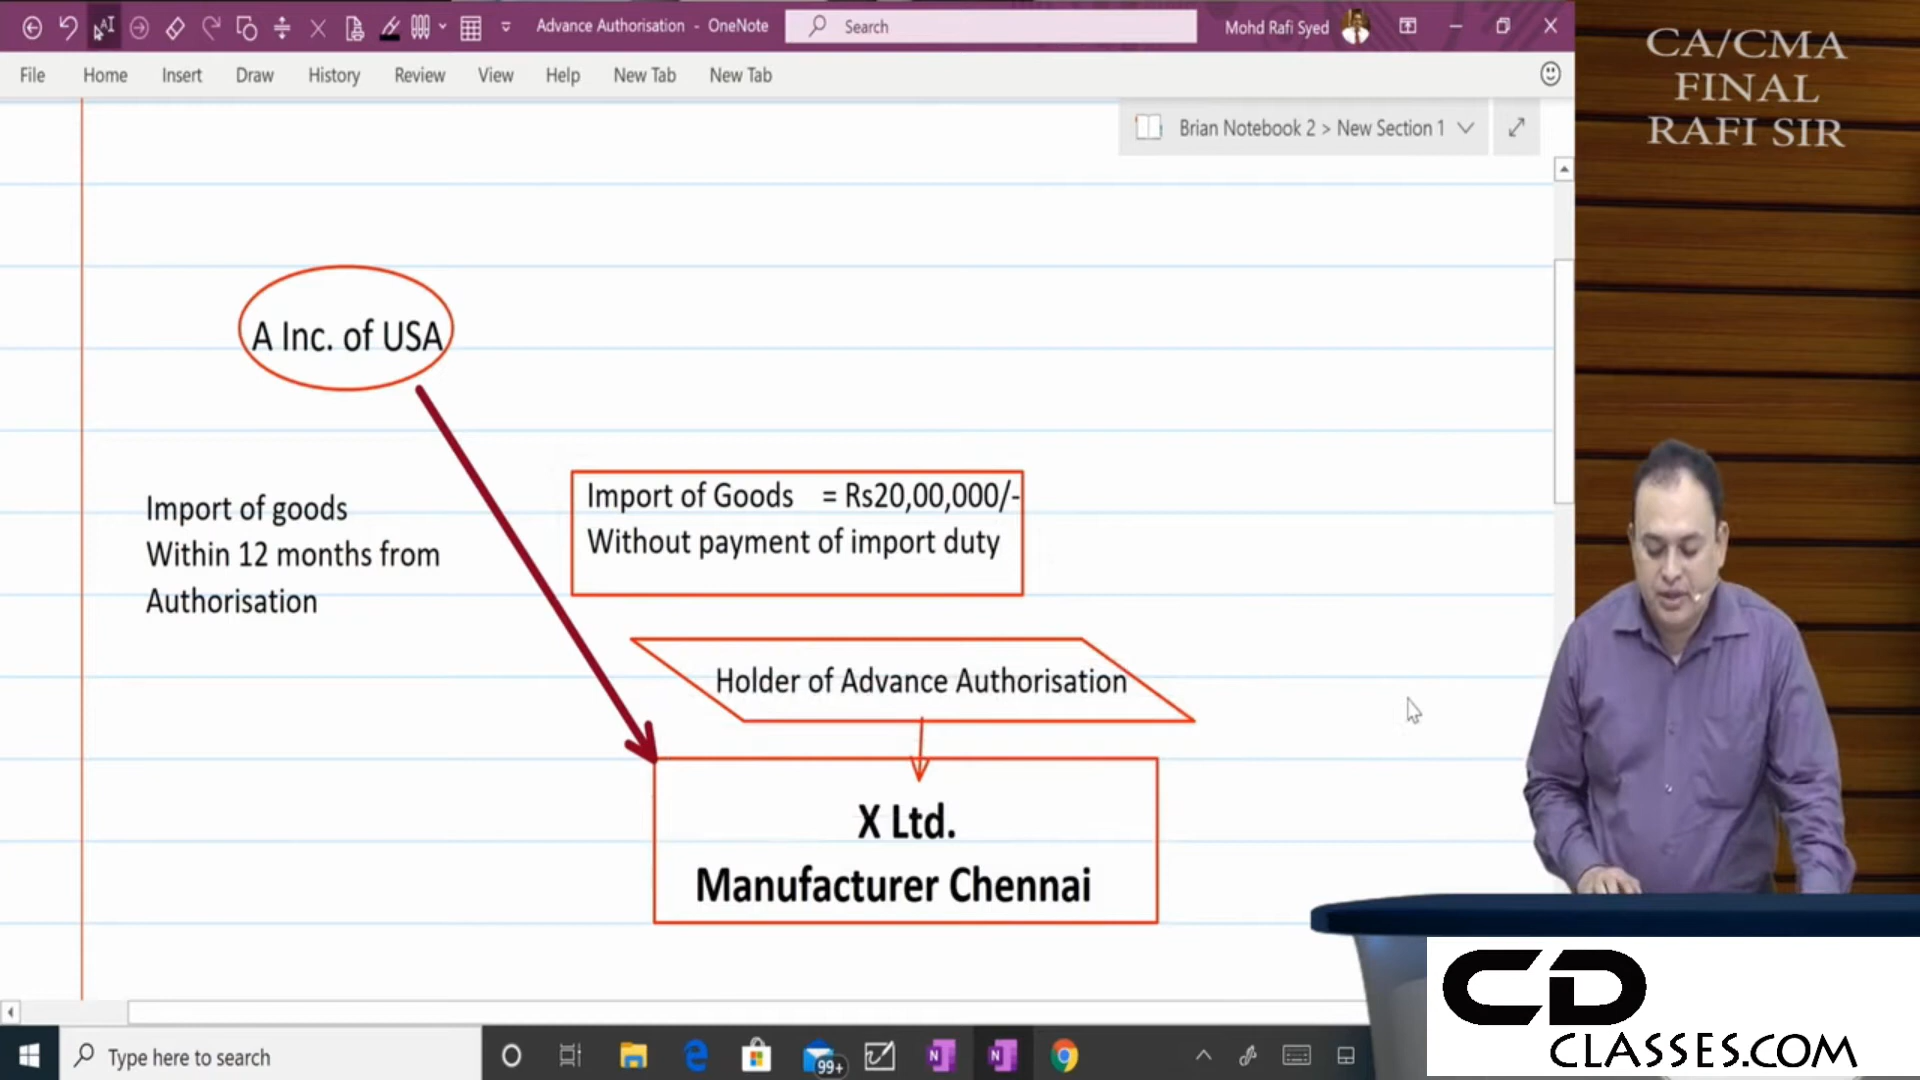 Advance Authorisation - OneNote
Search
Mohd Rafi Syed
File Home Insert Draw History Review View Help New Tab New Tab
Brian Notebook 2 > New Section 1
CA/CMA
FINAL
RAFI SIR
A Inc. of USA
Import of goods
Within 12 months from
Authorisation
Import of Goods = Rs20,00,000/-
Without payment of import duty
Holder of Advance Authorisation
X Ltd.
Manufacturer Chennai
Type here to search
99+
CD
CLASSES.COM